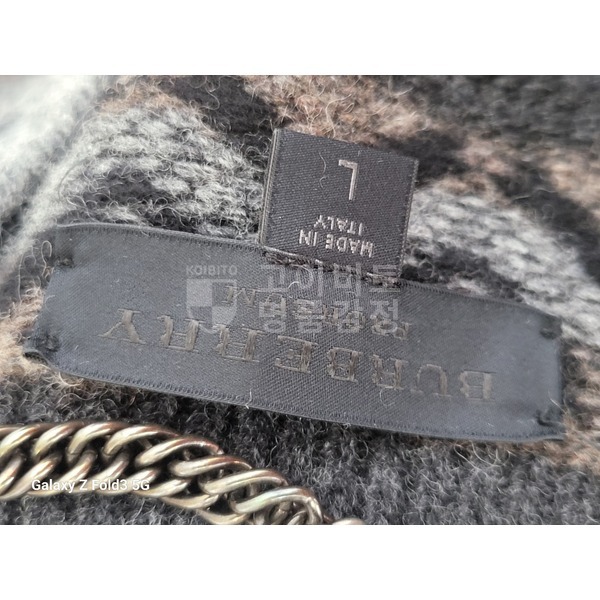 BURBERRY
MADE IN
ITALY
L
KOIBITO
고이비토
명품감정
Galaxy Z Fold3 5G